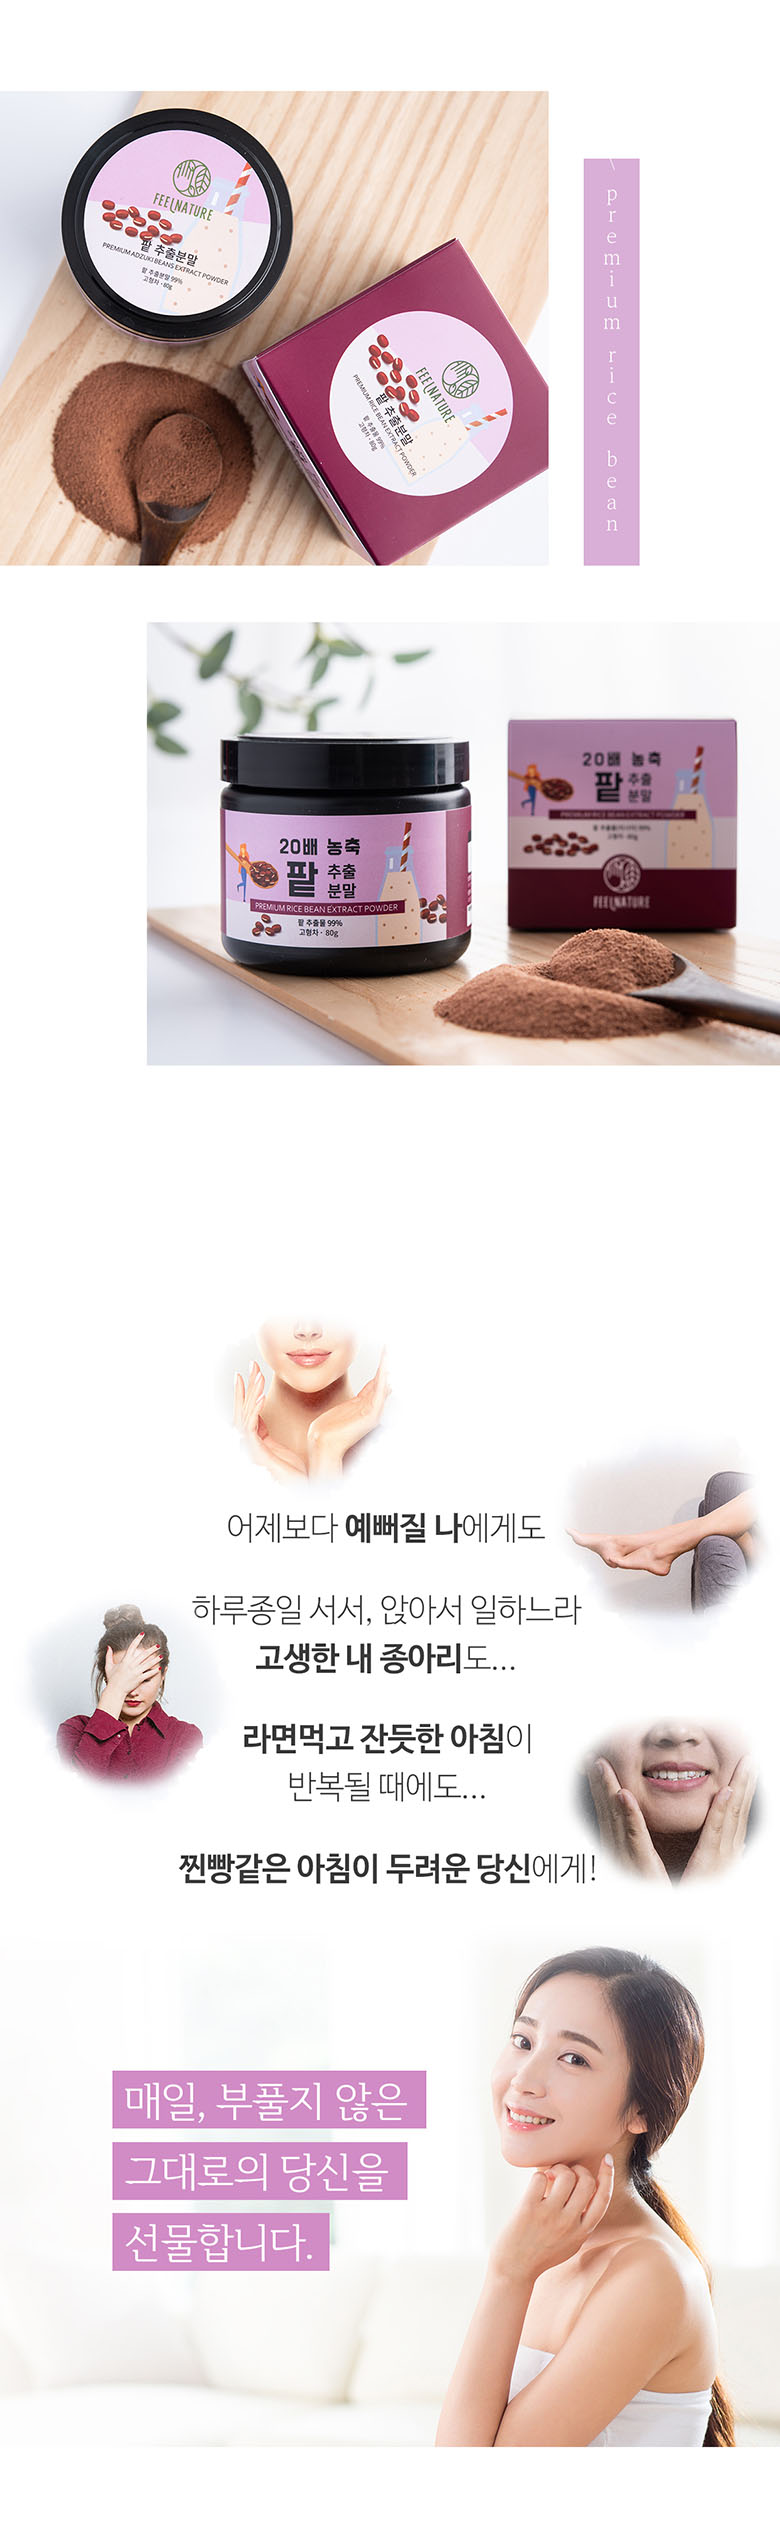 FEELNATURE
팥 추출분말
PREMIUM ADZUKI BEANS EXTRACT POWDER
팥 추출분말 99%
고형차 · 80g
FEELNATURE
팥 추출분말
PREMIUM RICE BEAN EXTRACT POWDER
팥 추출물 99%
고형차 · 80g
\ premium rice bean
20배 농축
팥 추출
분말
PREMIUM RICE BEAN EXTRACT POWDER
팥 추출물 99%
고형차 · 80g
20배 농축
팥 추출
분말
PREMIUM RICE BEAN EXTRACT POWDER
고형차 · 80g
FEELNATURE
어제보다 예뻐질 나에게도
하루종일 서서, 앉아서 일하느라
고생한 내 종아리도...
라면먹고 잔듯한 아침이
반복될 때에도...
찐빵같은 아침이 두려운 당신에게!
매일, 부풀지 않은
그대로의 당신을
선물합니다.